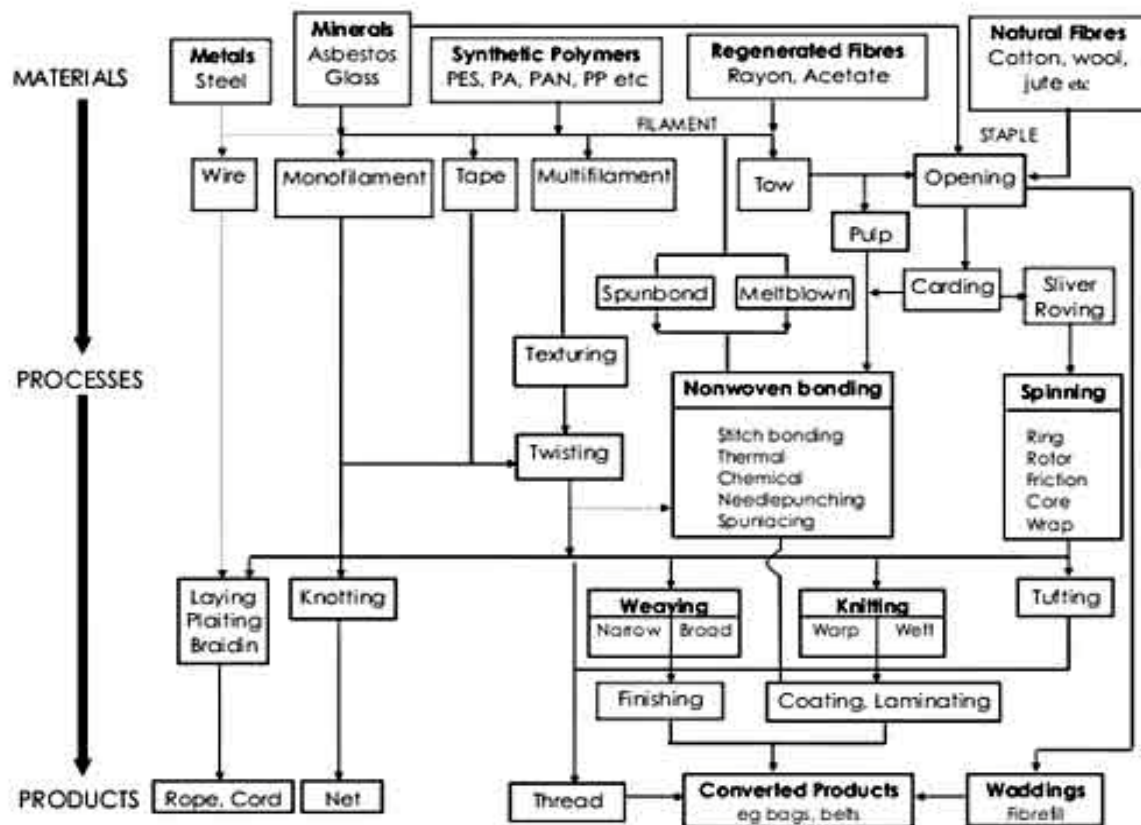 MATERIALS
Metals
Steel
Minerals
Asbestos
Glass
Synthetic Polymers
PES, PA, PAN, PP etc
Regenerated Fibres
Rayon, Acetate
Natural Fibres
Cotton, wool,
jute etc
FILAMENT
STAPLE
Wire
Monofilament
Tape
Multifilament
Tow
Opening
Pulp
Spunbond
Meltblown
Carding
Sliver
Roving
PROCESSES
Texturing
Twisting
Nonwoven bonding
Stitch bonding
Thermal
Chemical
Needlepunching
Spunlacing
Spinning
Ring
Rotor
Friction
Core
Wrap
Laying
Plaiting
Braidin
Knotting
Weaying
Narrow Broad
Knitting
Warp Weft
Tufting
Finishing
Coating, Laminating
PRODUCTS
Rope, Cord
Net
Thread
Converted Products
eg bags, belts
Waddings
Fibrefill